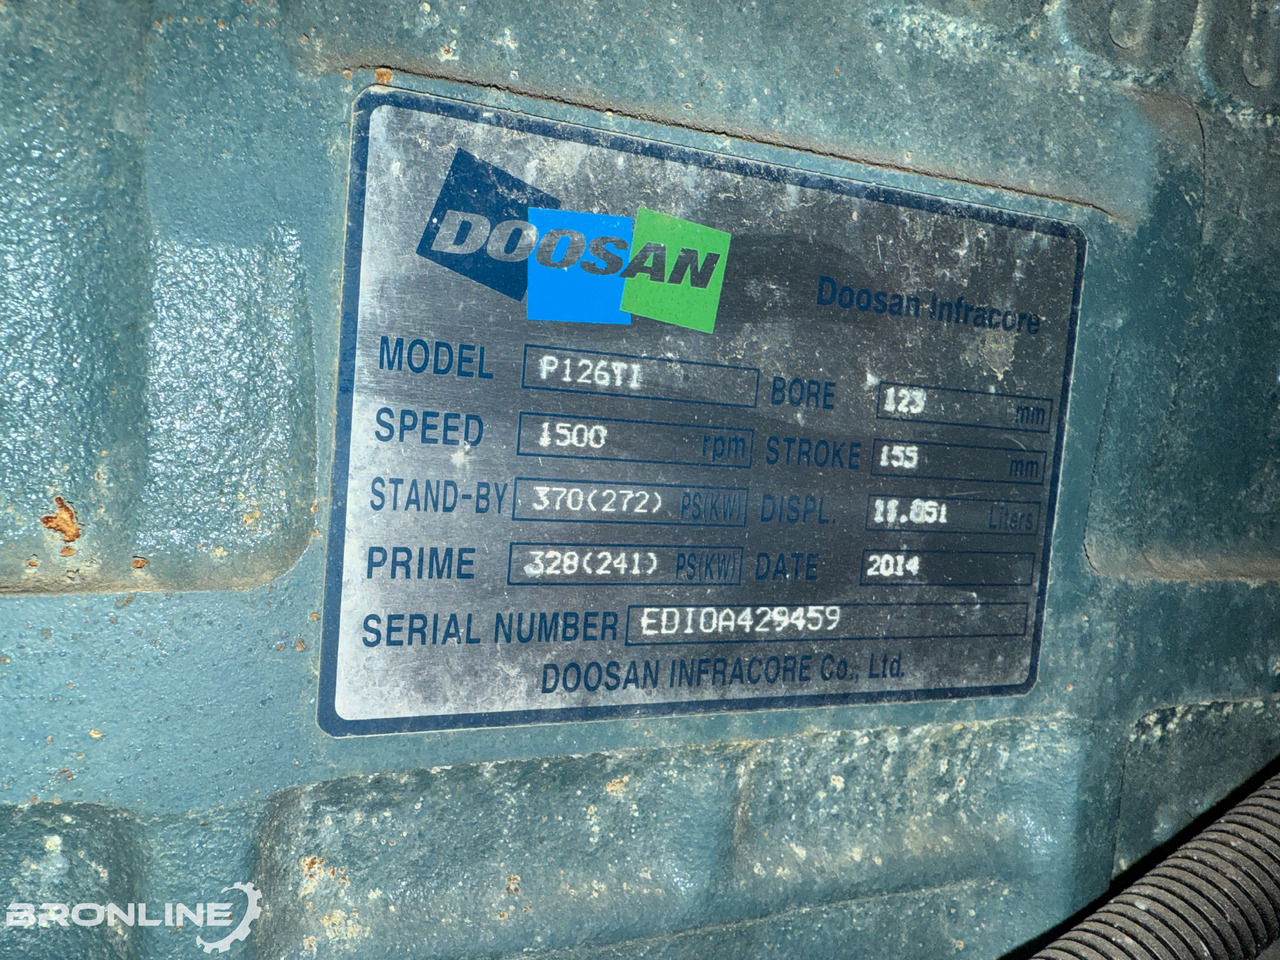 DOOSAN
Doosan Infracore
MODEL P126TI BORE 123 mm
SPEED 1500 rpm STROKE 155 mm
STAND-BY 370(272) PS(KW) DISPL. 11.051 Liters
PRIME 328(241) PS(KW) DATE 2014
SERIAL NUMBER EDIOA429459
DOOSAN INFRACORE Co., Ltd.
BRONLINE